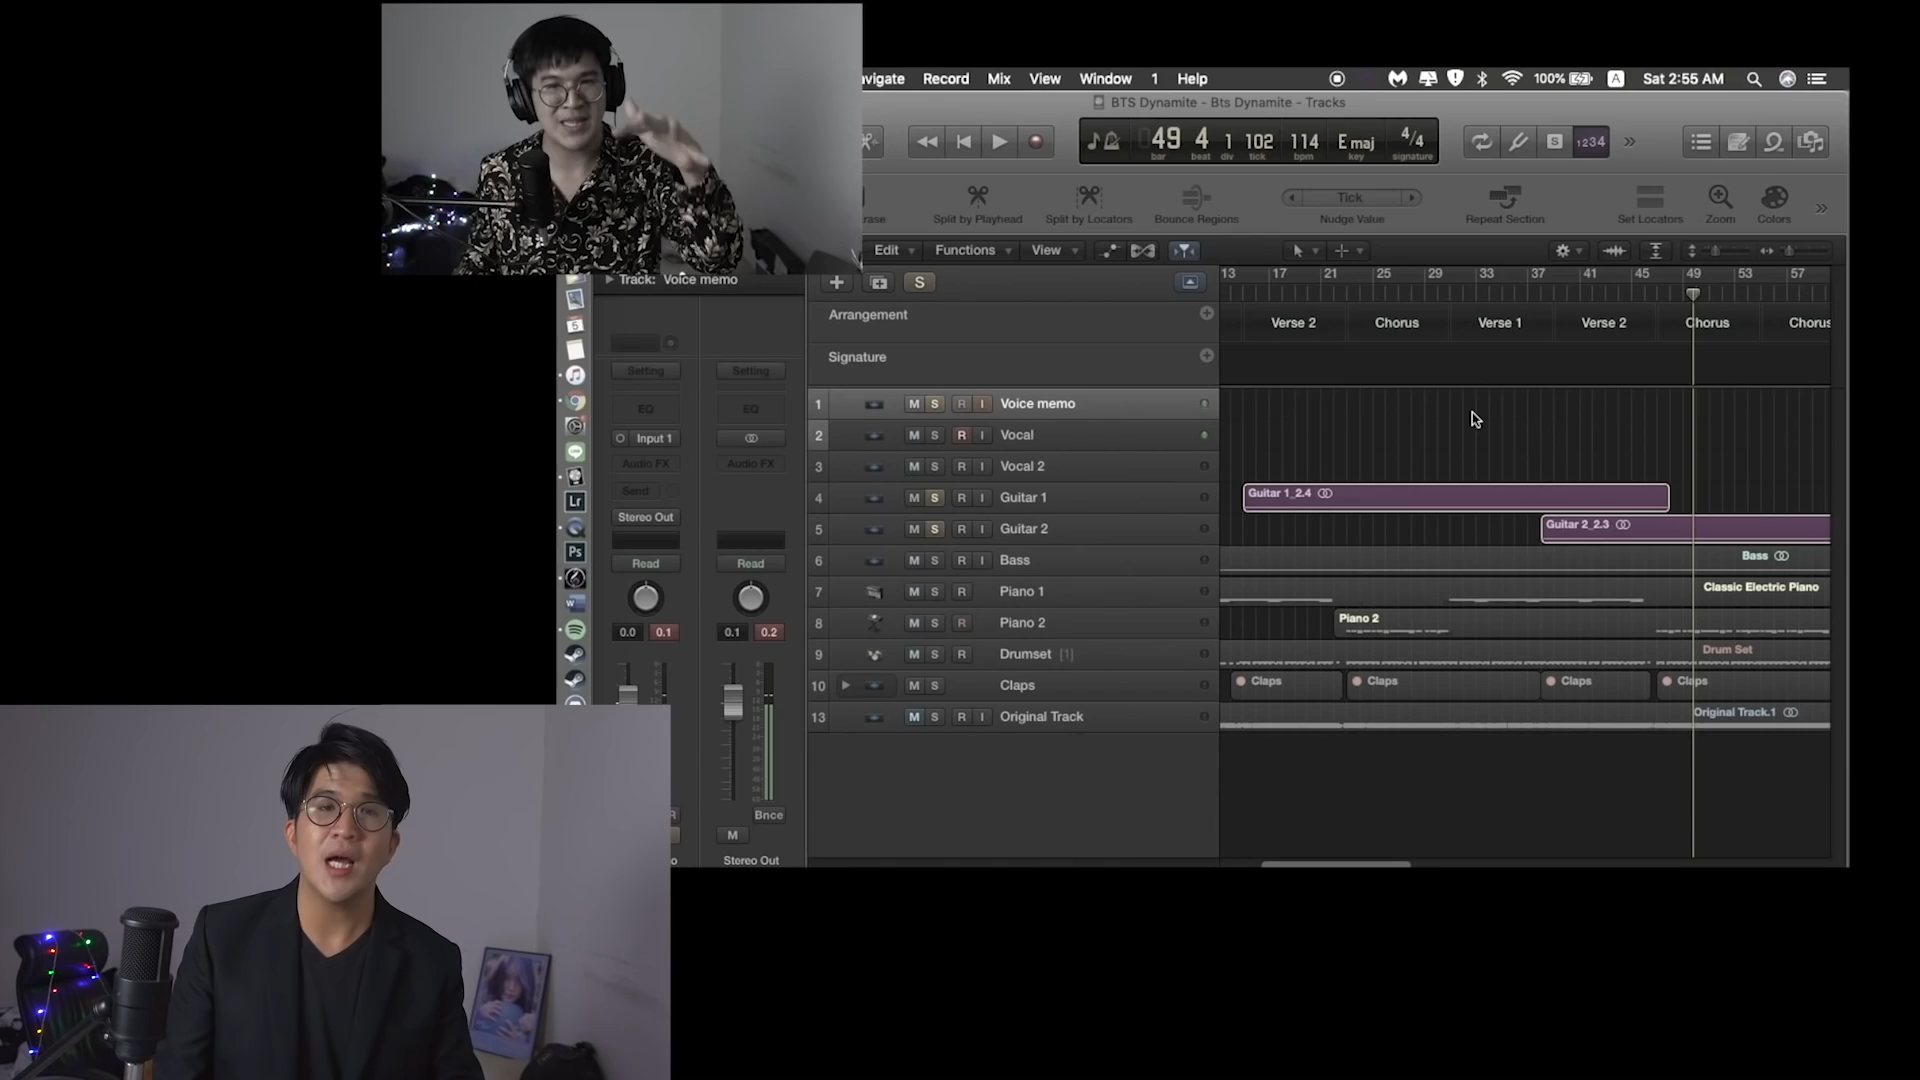 avigate Record Mix View Window 1 Help 100% A Sat 2:55 AM
BTS Dynamite - Bts Dynamite - Tracks
49 4 1 102 114 E maj 4/4
bar beat div tick bpm key signature
S 1234
rase Split by Playhead Split by Locators Bounce Regions Tick Nudge Value Repeat Section Set Locators Zoom Colors
Edit Functions View
Track: Voice memo
S
13 17 21 25 29 33 37 41 45 49 53 57
Arrangement
Verse 2 Chorus Verse 1 Verse 2 Chorus Chorus
Signature
Setting Setting
EQ EQ
Input 1
Audio FX Audio FX
Send
Stereo Out
Read Read
0.0 0.1 0.1 0.2
Bnce
M
Stereo Out
Lr
Ps
W
1 M S R I Voice memo
2 M S R I Vocal
3 M S R I Vocal 2
4 M S R I Guitar 1 Guitar 1_2.4
5 M S R I Guitar 2 Guitar 2_2.3
6 M S R I Bass Bass
7 M S R Piano 1 Classic Electric Piano
8 M S R Piano 2 Piano 2
9 M S R Drumset [1] Drum Set
10 M S Claps Claps Claps Claps Claps
13 M S R I Original Track Original Track.1